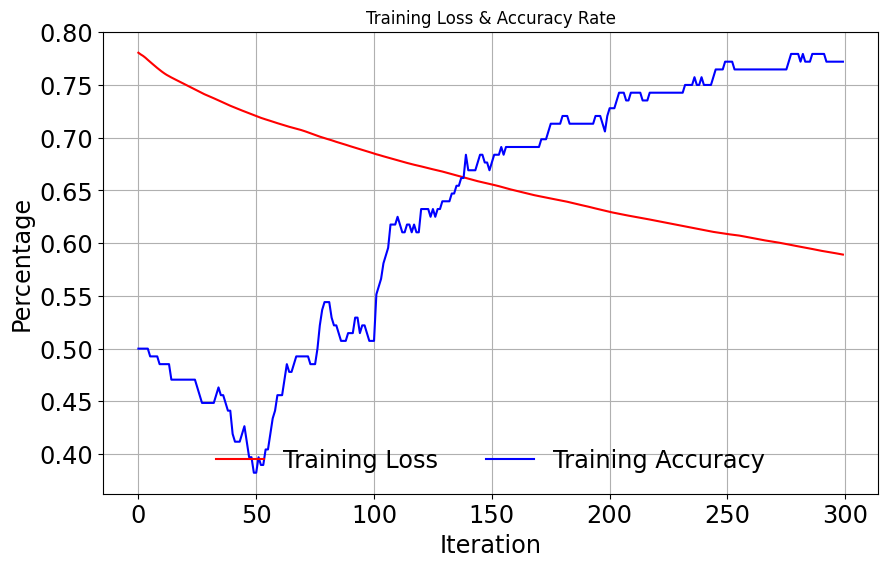 Training Loss & Accuracy Rate
0.80
0.75
0.70
0.65
0.60
0.55
0.50
0.45
0.40
Percentage
Training Loss Training Accuracy
0 50 100 150 200 250 300
Iteration